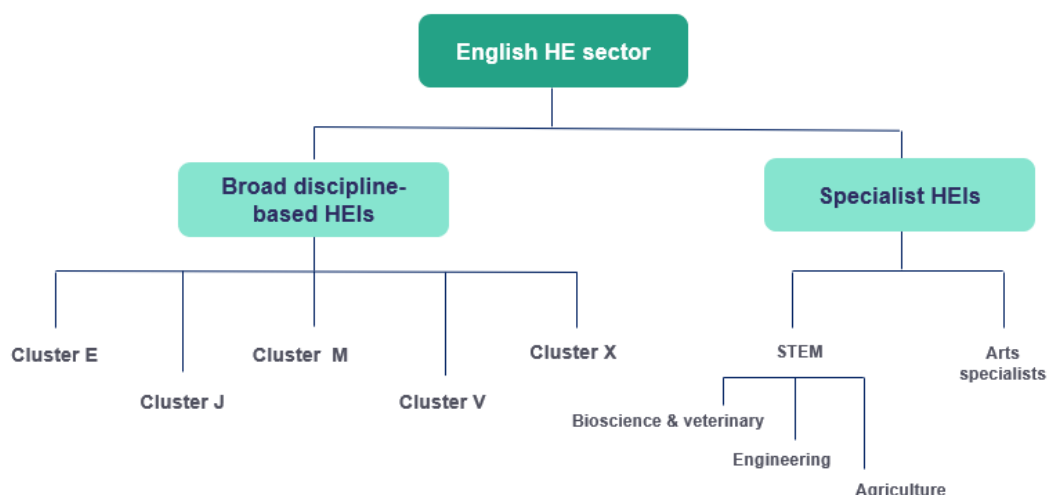 English HE sector
Broad discipline-
based HEIs
Specialist HEIs
Cluster E
Cluster J
Cluster M
Cluster V
Cluster X
STEM
Arts
specialists
Bioscience & veterinary
Engineering
Agriculture